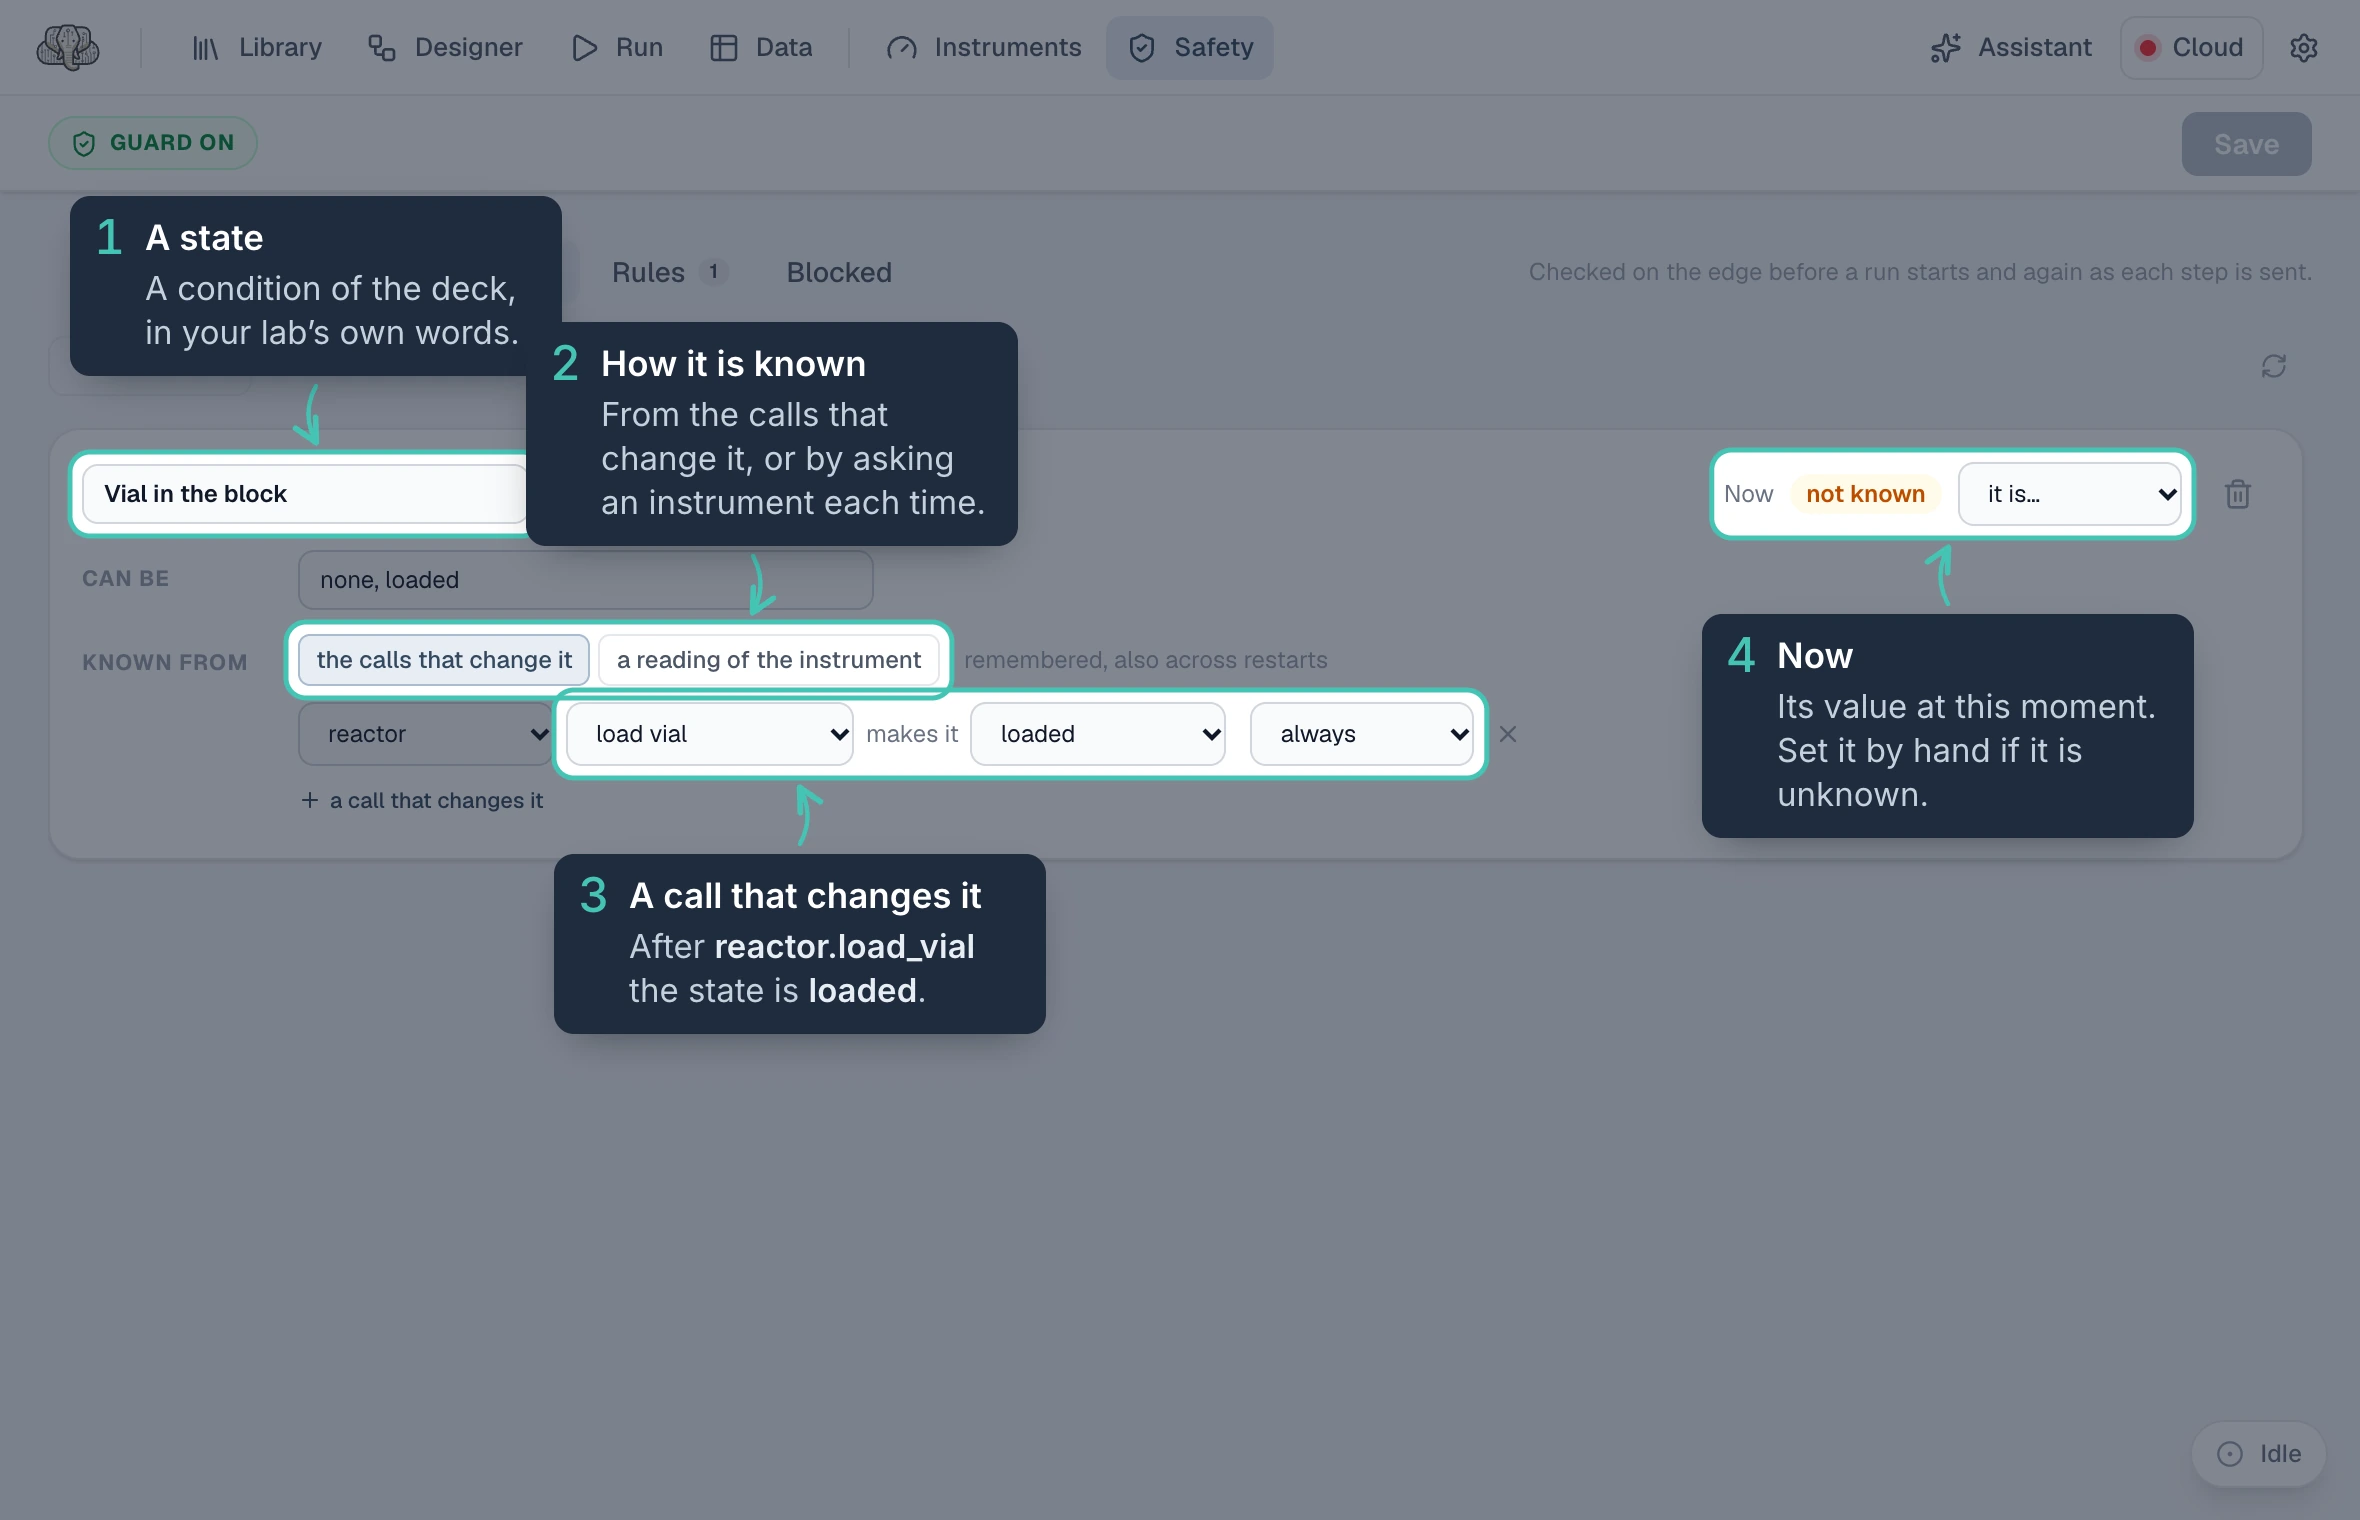 Library
Designer
Run
Data
Instruments
Safety
Assistant
Cloud
GUARD ON
Save
1 A state
A condition of the deck,
in your lab’s own words.
Rules 1
Blocked
Checked on the edge before a run starts and again as each step is sent.
2 How it is known
From the calls that
change it, or by asking
an instrument each time.
Vial in the block
Now not known it is...
CAN BE none, loaded
KNOWN FROM the calls that change it a reading of the instrument remembered, also across restarts
reactor load vial makes it loaded always
+ a call that changes it
4 Now
Its value at this moment.
Set it by hand if it is
unknown.
3 A call that changes it
After reactor.load_vial
the state is loaded.
Idle